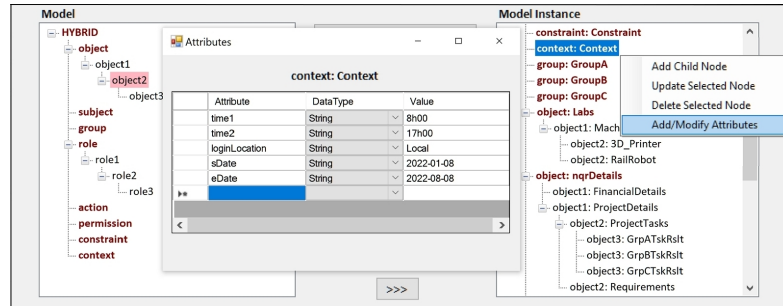 Model
HYBRID
object
object1
object2
object3
subject
group
role
role1
role2
role3
action
permission
constraint
context
Attributes
context: Context
Attribute DataType Value
time1 String 8h00
time2 String 17h00
loginLocation String Local
sDate String 2022-01-08
eDate String 2022-08-08
>>>
Model Instance
constraint: Constraint
context: Context
group: GroupA
group: GroupB
group: GroupC
object: Labs
object1: Mach
object2: 3D_Printer
object2: RailRobot
object: nqrDetails
object1: FinancialDetails
object1: ProjectDetails
object2: ProjectTasks
object3: GrpATskRslt
object3: GrpBTskRslt
object3: GrpCTskRslt
object2: Requirements
Add Child Node
Update Selected Node
Delete Selected Node
Add/Modify Attributes